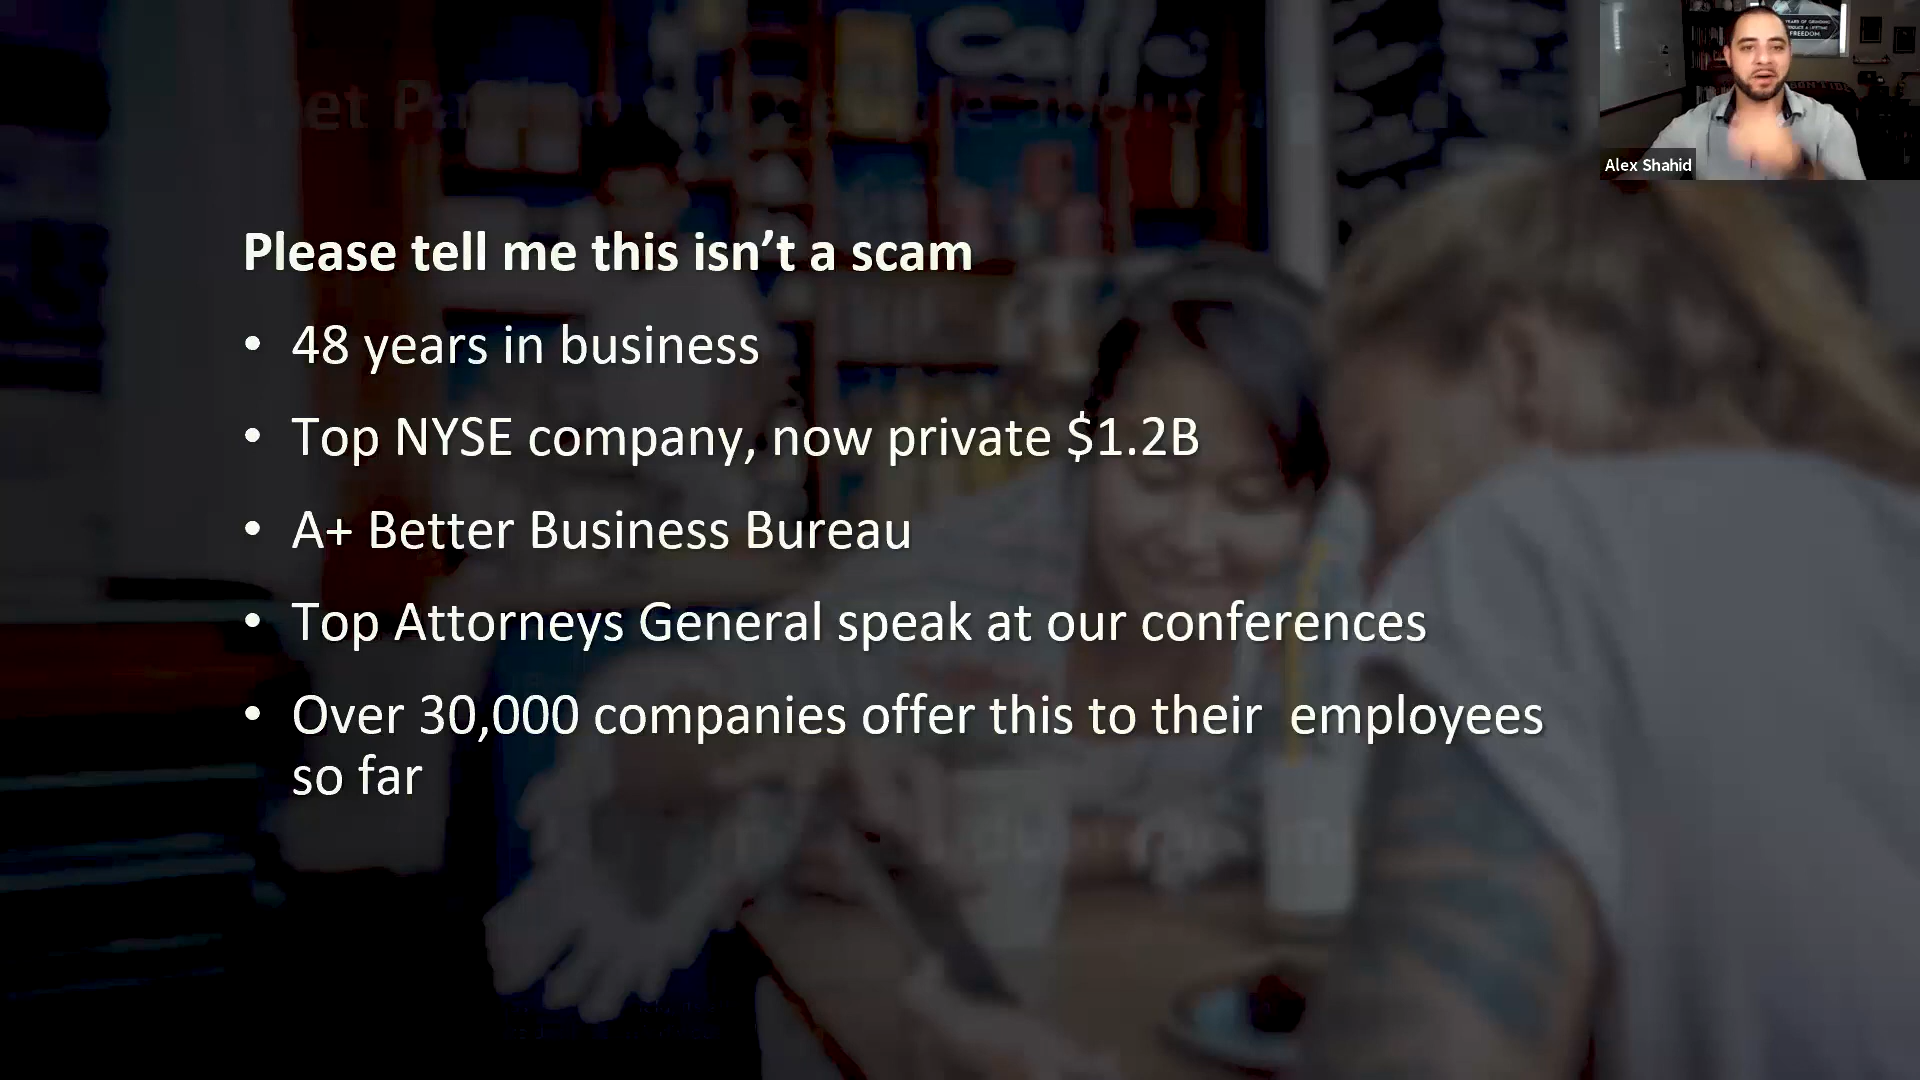 Please tell me this isn’t a scam
• 48 years in business
• Top NYSE company, now private $1.2B
• A+ Better Business Bureau
• Top Attorneys General speak at our conferences
• Over 30,000 companies offer this to their employees
so far
Alex Shahid
FREEDOM